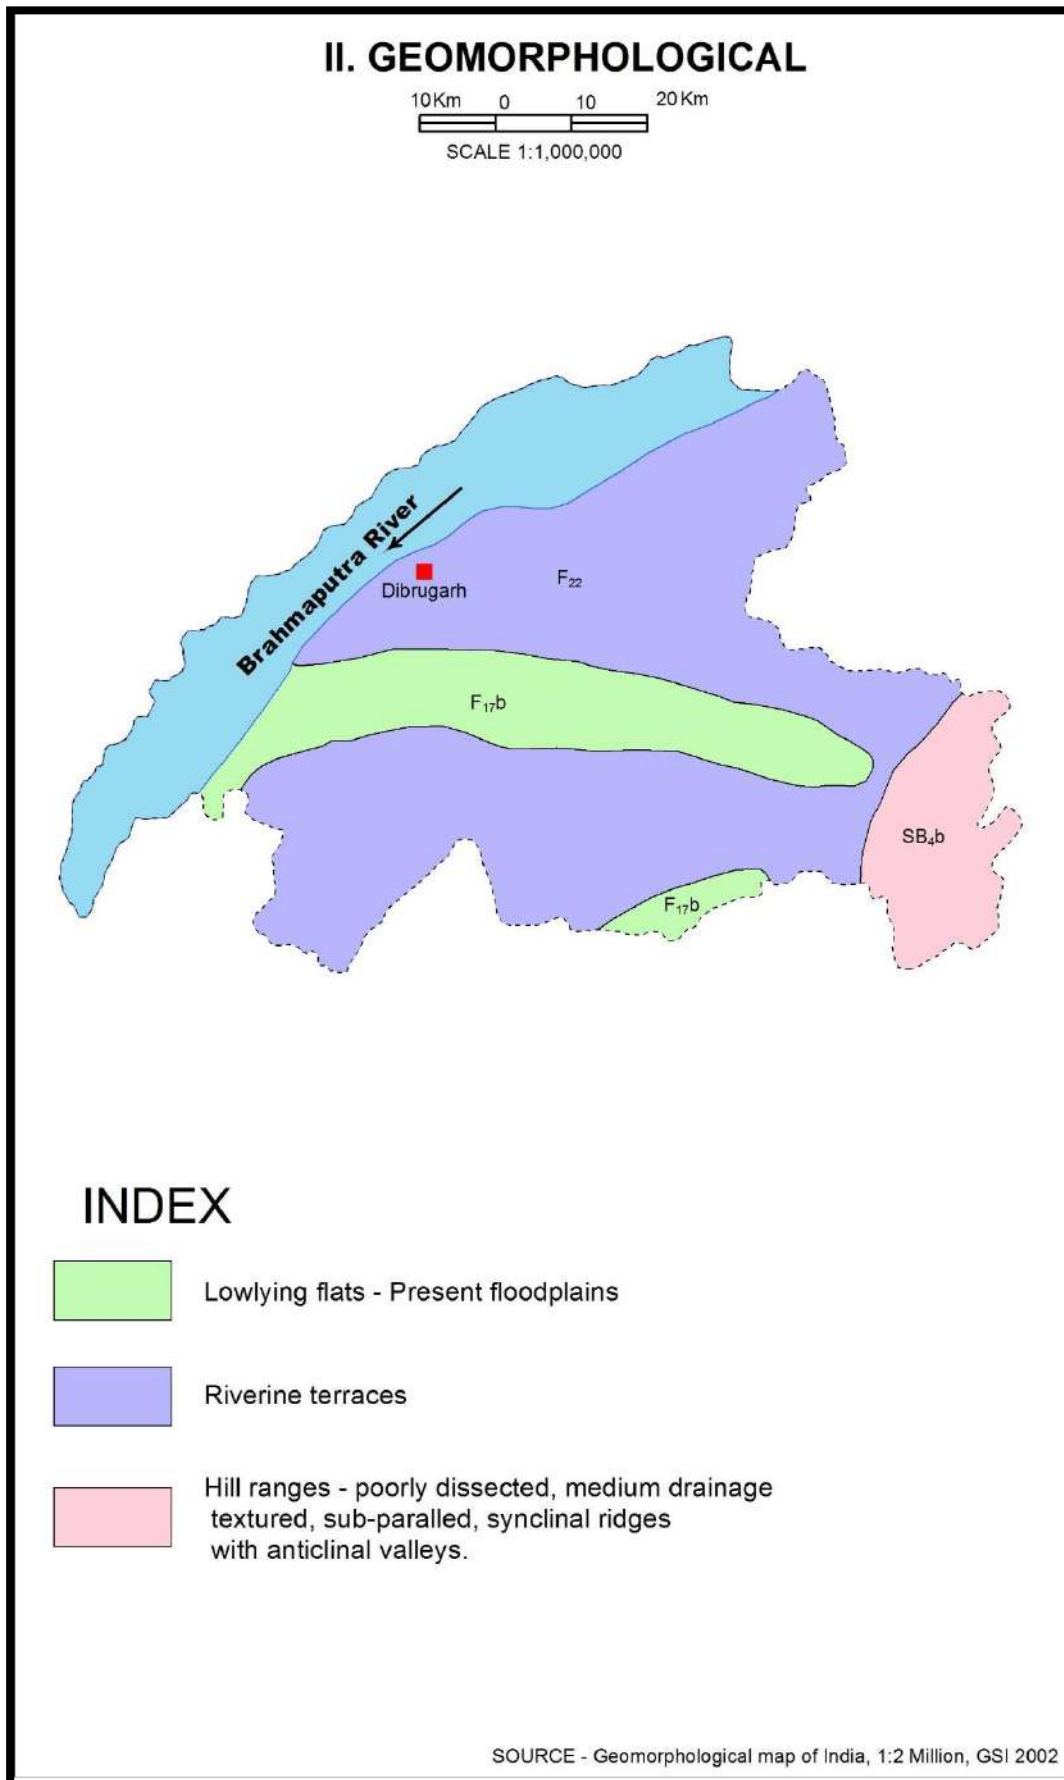 II. GEOMORPHOLOGICAL
10Km 0 10 20Km
SCALE 1:1,000,000
Brahmaputra River
Dibrugarh
F₂₂
F₁₇b
SB₄b
F₁₇b
INDEX
Lowlying flats - Present floodplains
Riverine terraces
Hill ranges - poorly dissected, medium drainage
textured, sub-paralled, synclinal ridges
with anticlinal valleys.
SOURCE - Geomorphological map of India, 1:2 Million, GSI 2002